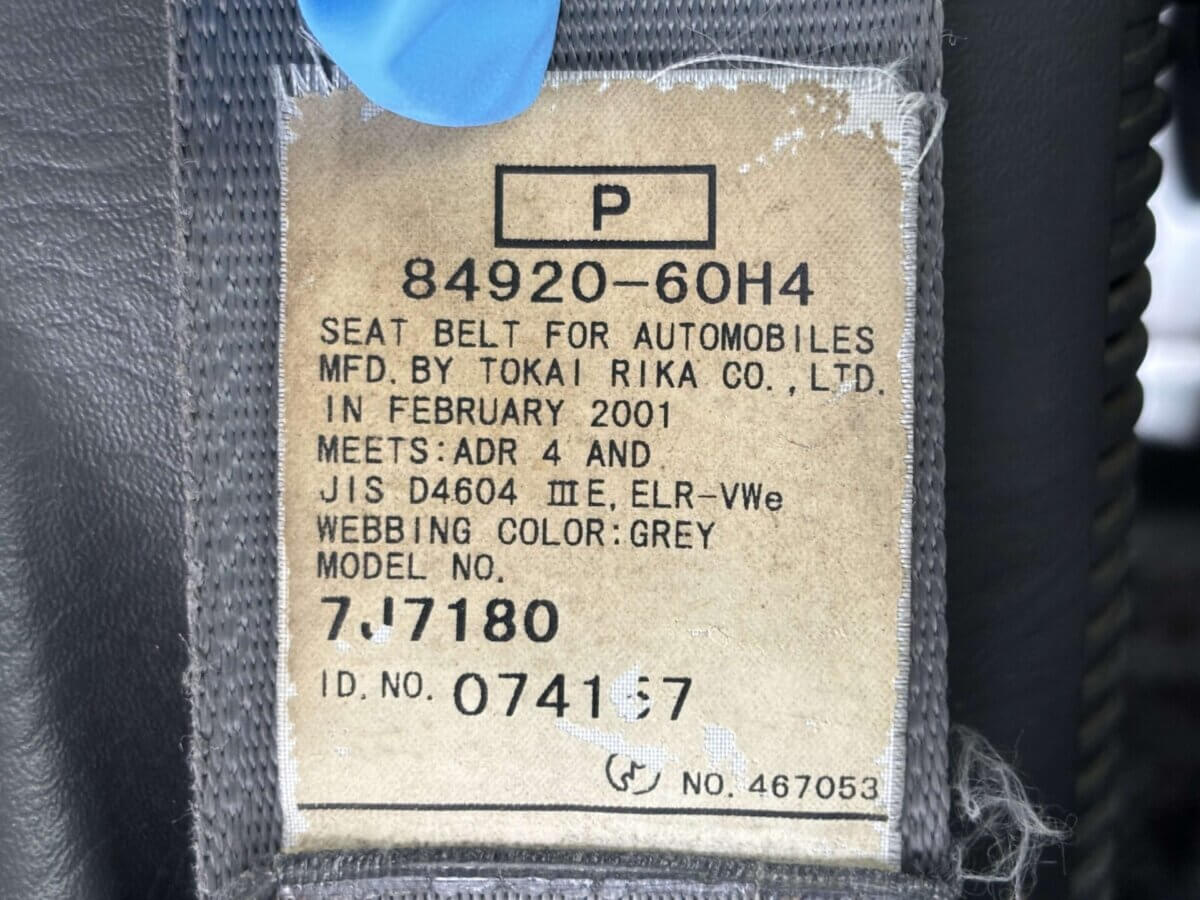 P
84920-60H4
SEAT BELT FOR AUTOMOBILES
MFD. BY TOKAI RIKA CO., LTD.
IN FEBRUARY 2001
MEETS:ADR 4 AND
JIS D4604 ⅢE, ELR-VWe
WEBBING COLOR:GREY
MODEL NO.
7J7180
ID. NO.
NO. 467053